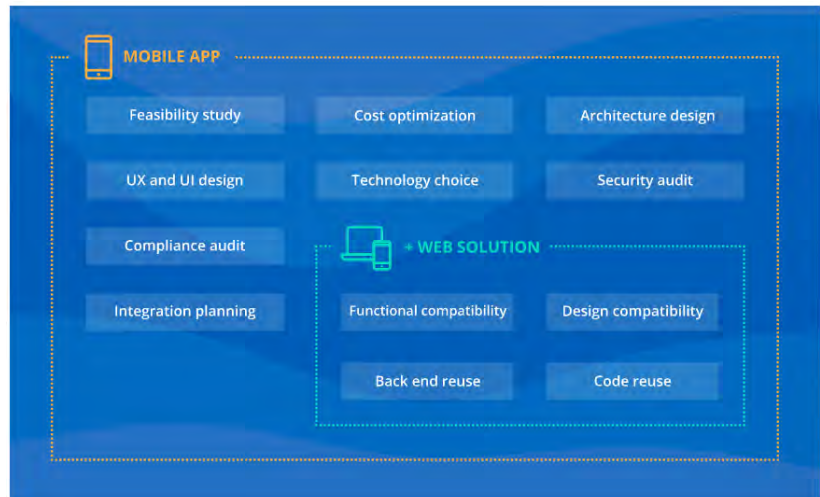 MOBILE APP
Feasibility study
Cost optimization
Architecture design
UX and UI design
Technology choice
Security audit
Compliance audit
+ WEB SOLUTION
Integration planning
Functional compatibility
Design compatibility
Back end reuse
Code reuse